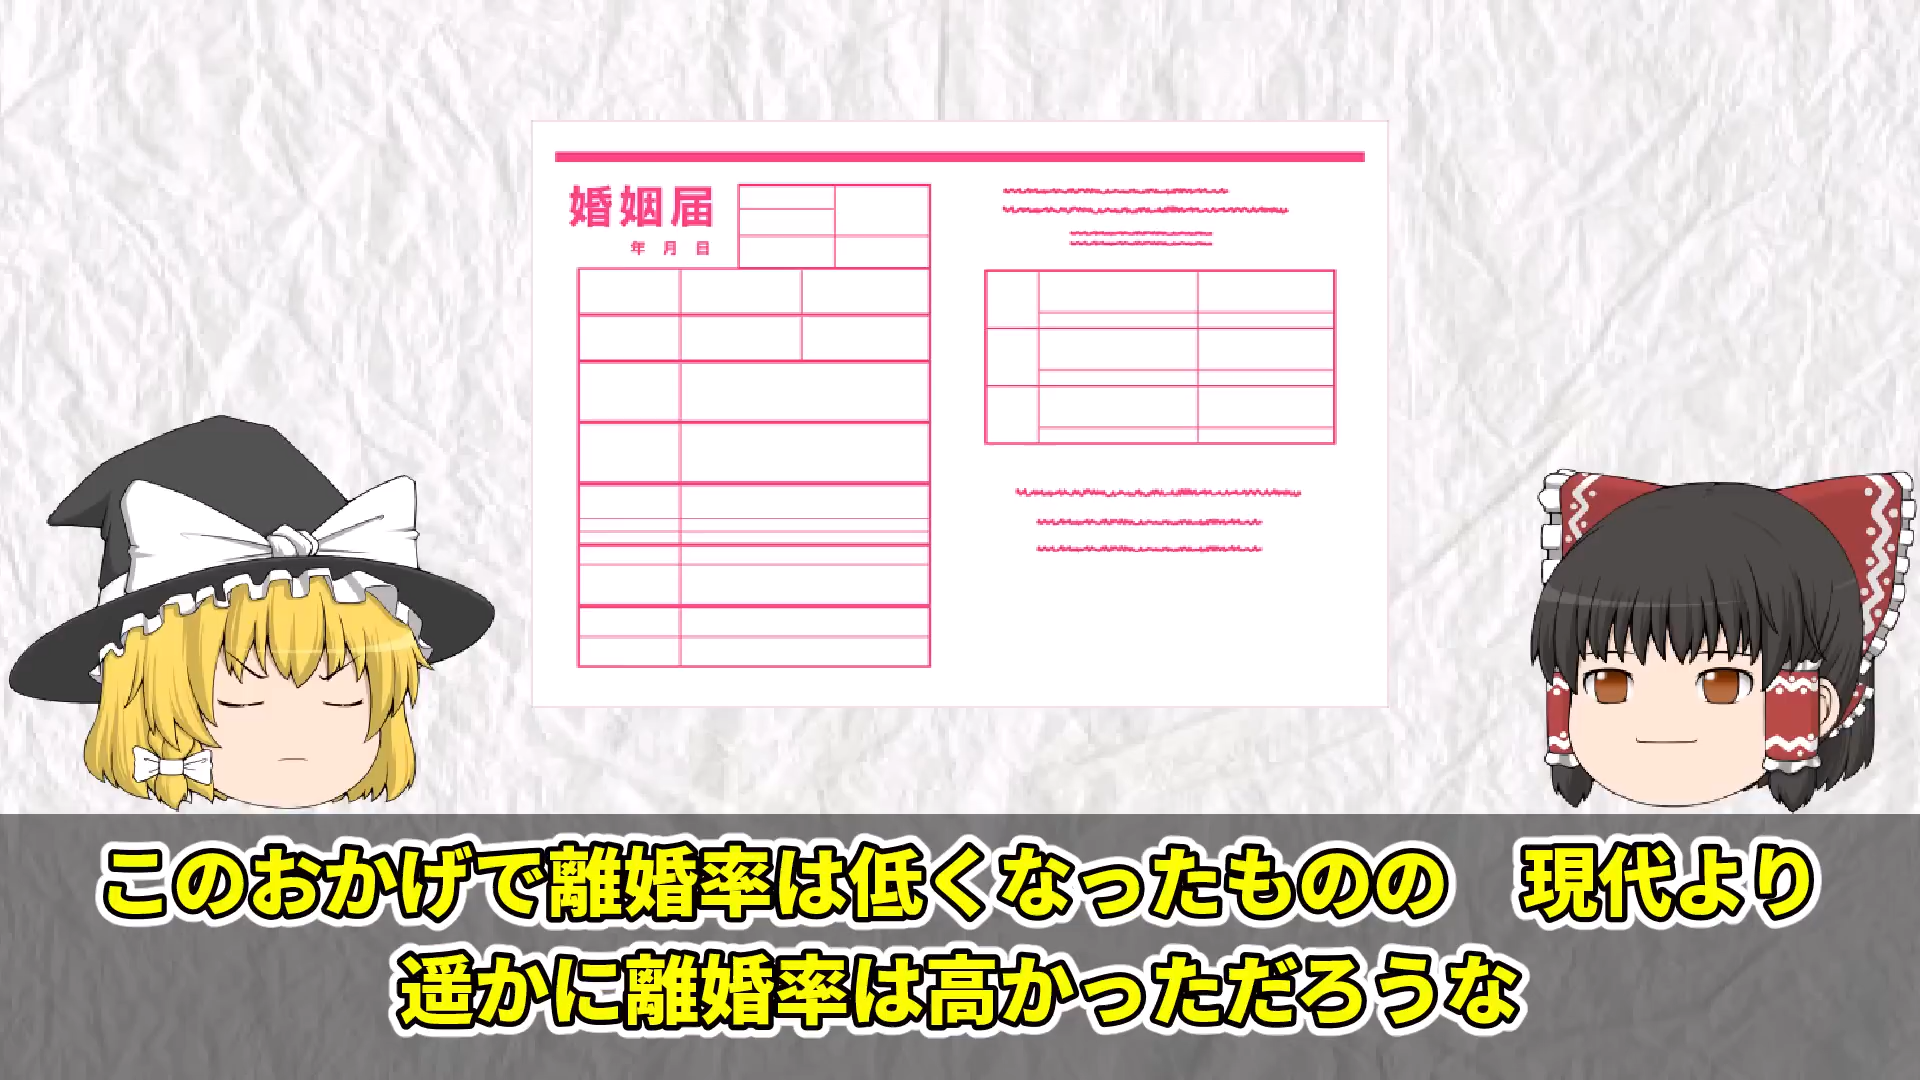 婚姻届
年 月 日
このおかげで離婚率は低くなったものの　現代より
遥かに離婚率は高かっただろうな